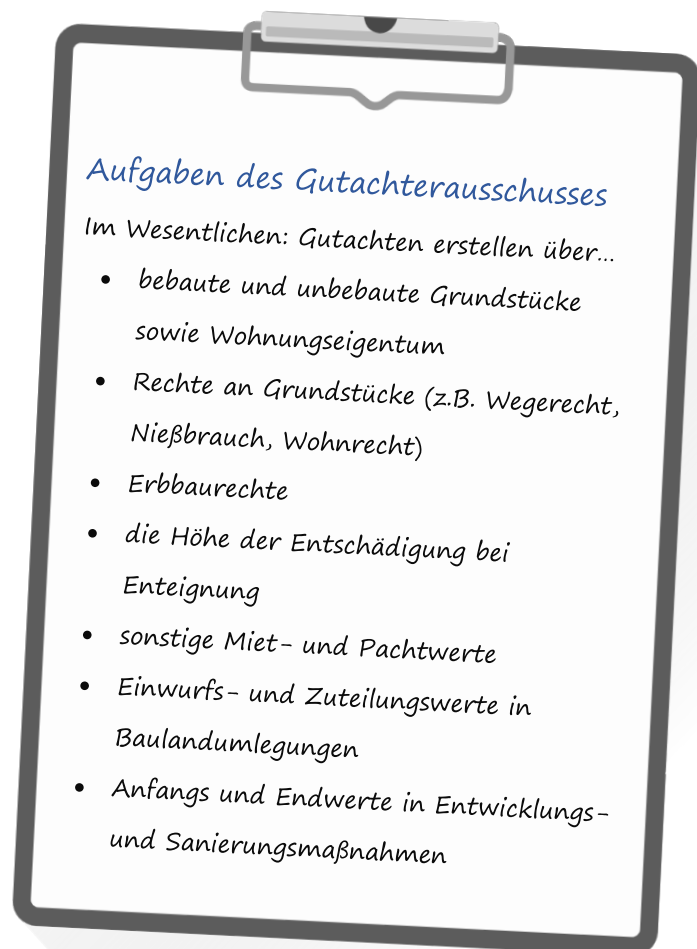 Aufgaben des Gutachterausschusses
Im Wesentlichen: Gutachten erstellen über...
• bebaute und unbebaute Grundstücke
sowie Wohnungseigentum
• Rechte an Grundstücke (z.B. Wegerecht,
Nießbrauch, Wohnrecht)
• Erbbaurechte
• die Höhe der Entschädigung bei
Enteignung
• sonstige Miet- und Pachtwerte
• Einwurfs- und Zuteilungswerte in
Baulandumlegungen
• Anfangs und Endwerte in Entwicklungs-
und Sanierungsmaßnahmen